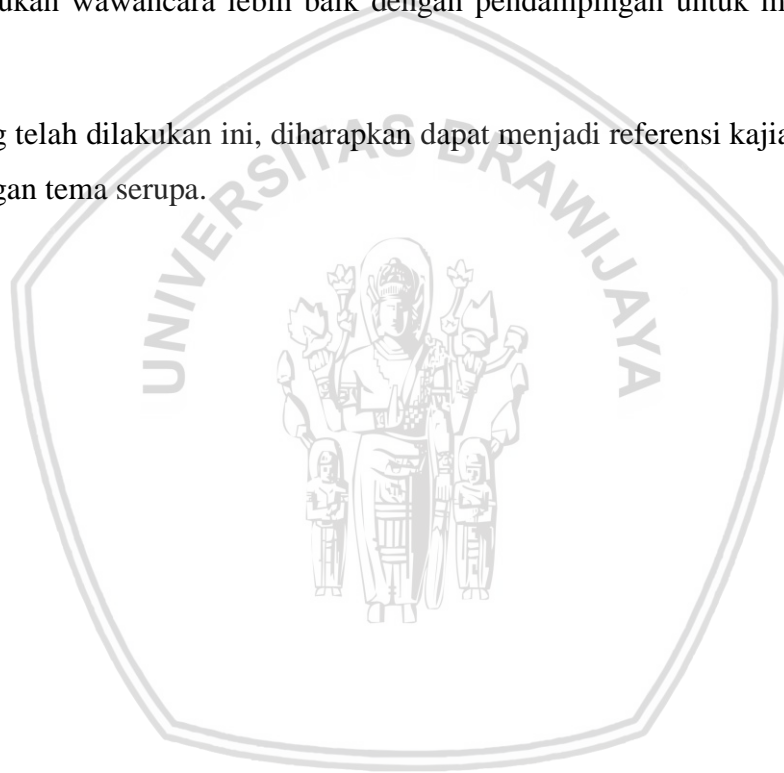 ukan wawancara lebih baik dengan pendampingan untuk
g telah dilakukan ini, diharapkan dapat menjadi referensi kajia
gan tema serupa.
UNIVERSITAS BRAWIJAYA